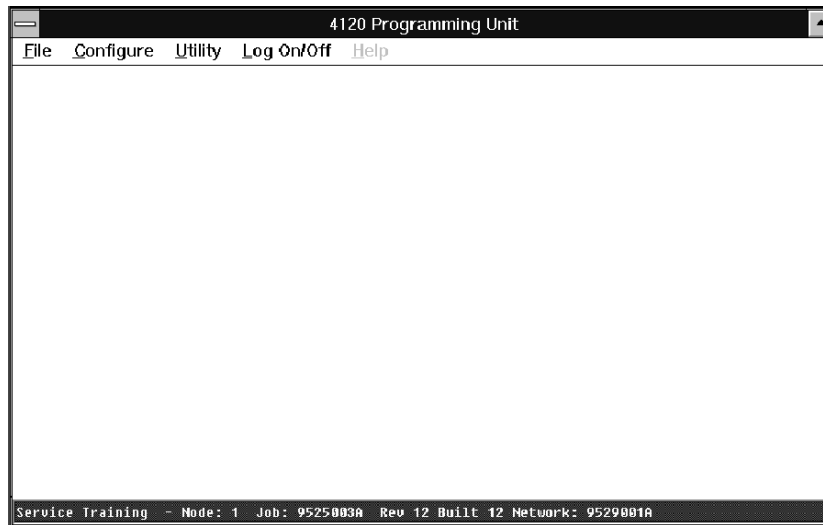 4120 Programming Unit
File Configure Utility Log On/Off Help
Service Training - Node: 1 Job: 9525003A Rev 12 Built 12 Network: 9529001A